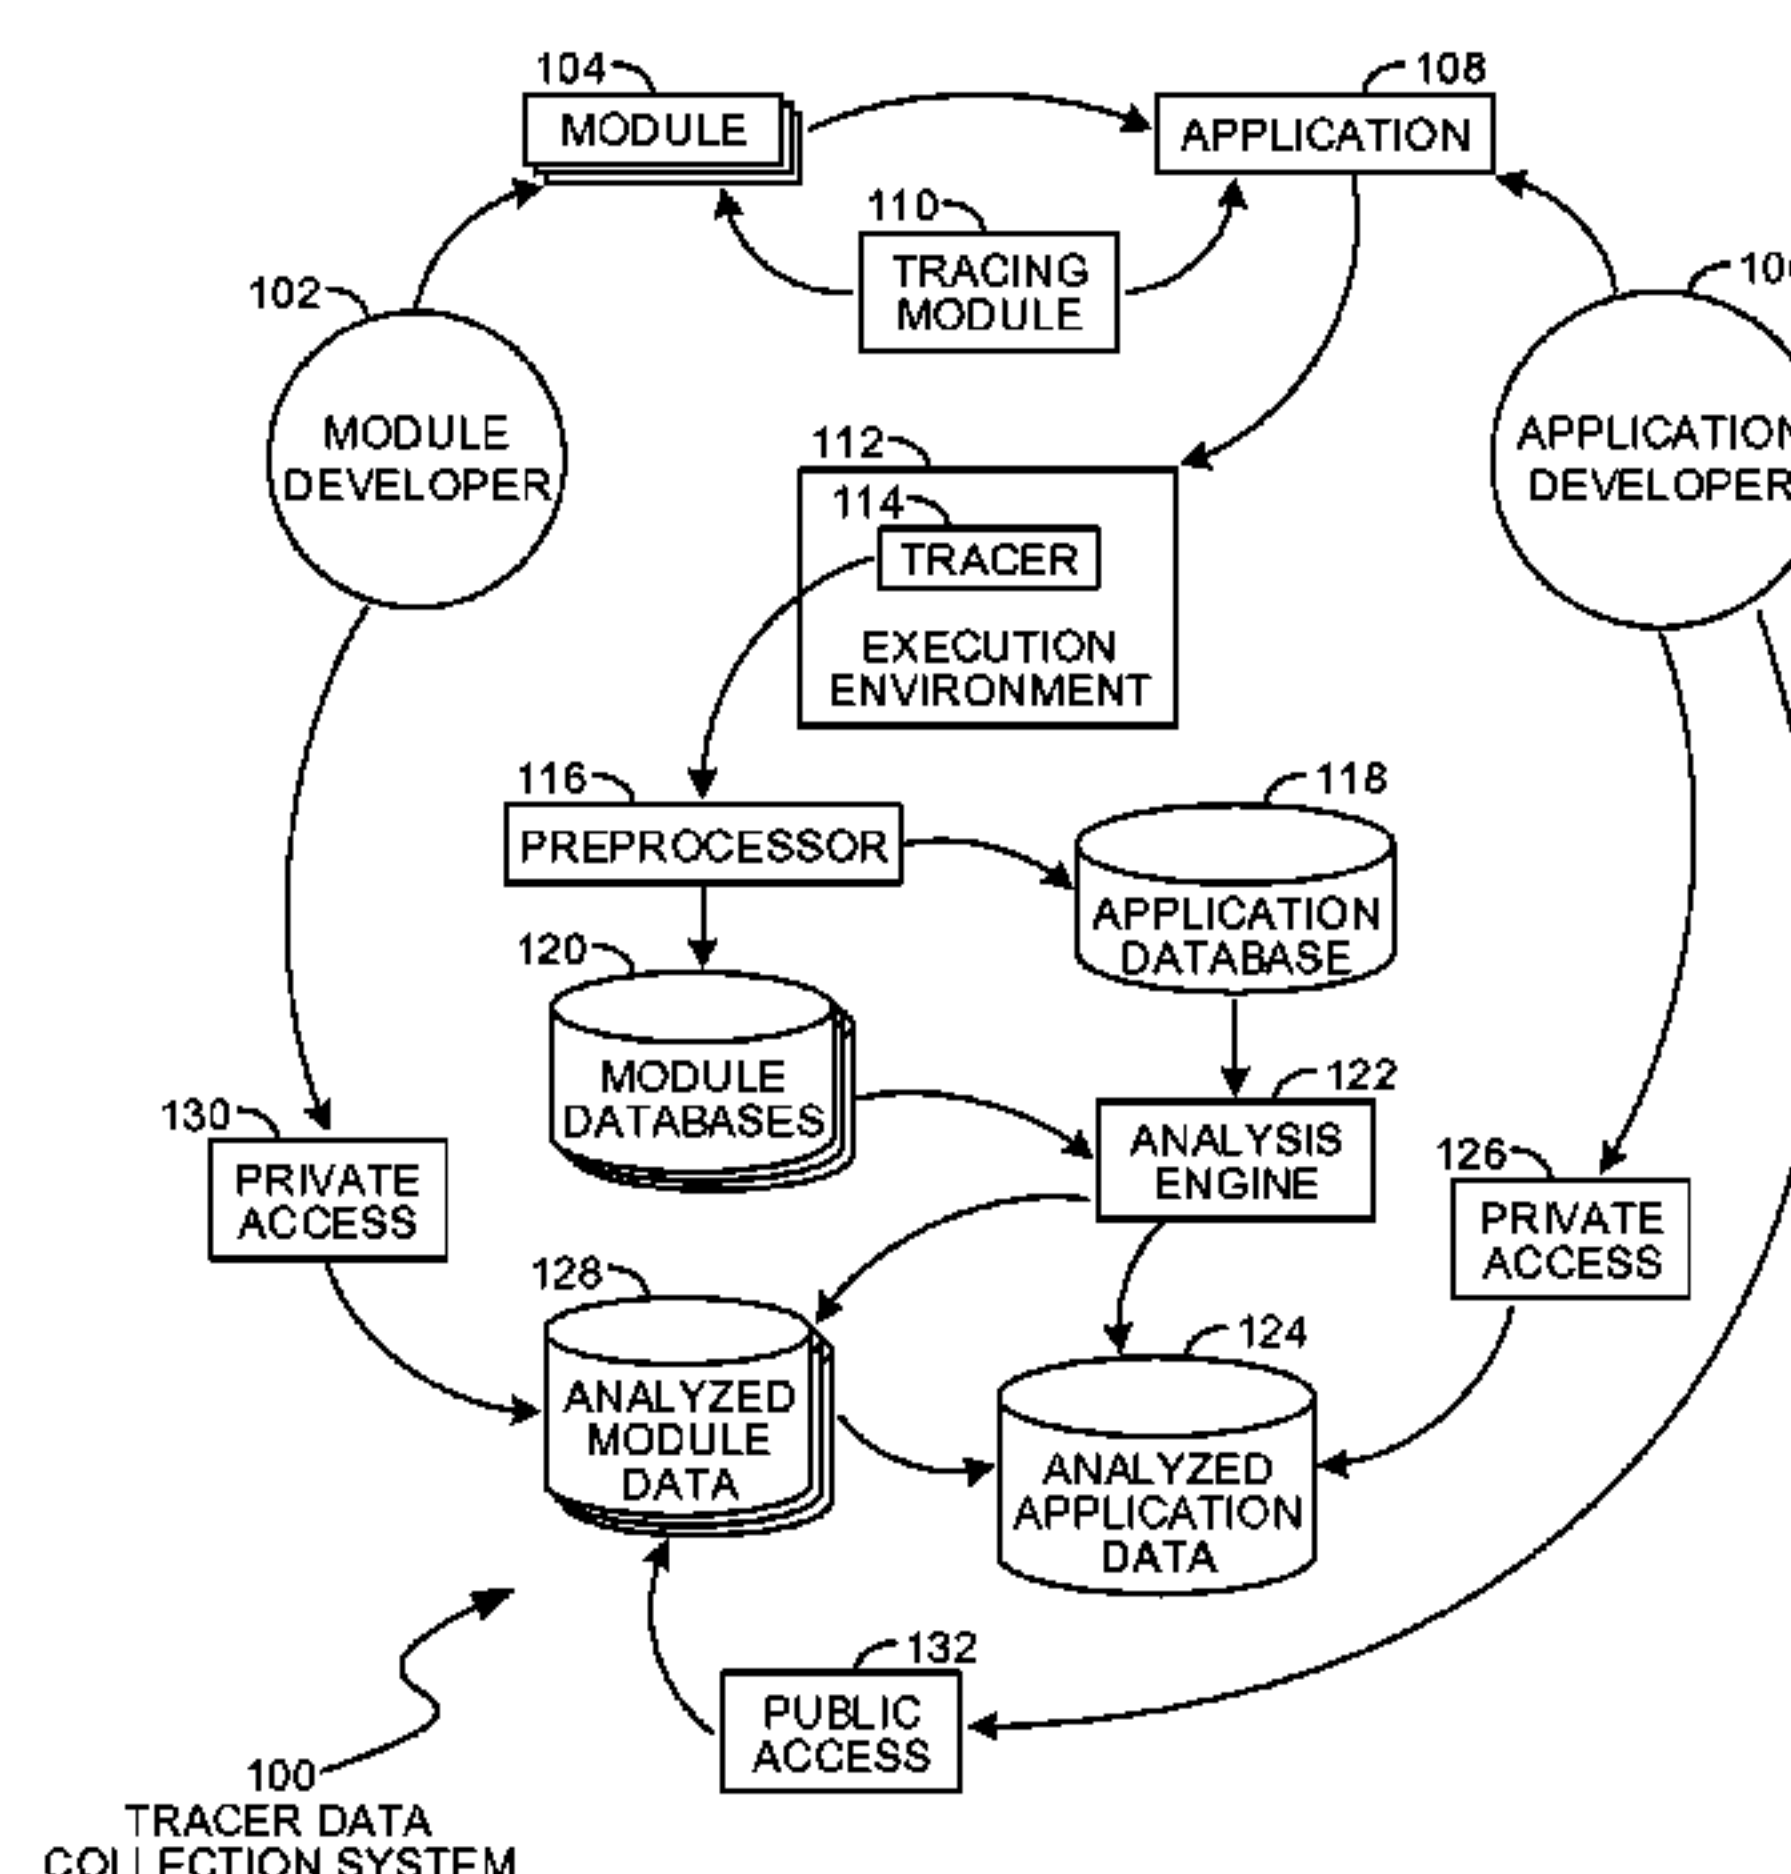 104
MODULE
108
APPLICATION
110
TRACING
MODULE
102
MODULE
DEVELOPER
APPLICATION
DEVELOPER
112
114
TRACER
EXECUTION
ENVIRONMENT
116
PREPROCESSOR
118
APPLICATION
DATABASE
120
MODULE
DATABASES
122
ANALYSIS
ENGINE
130
PRIVATE
ACCESS
126
PRIVATE
ACCESS
128
ANALYZED
MODULE
DATA
124
ANALYZED
APPLICATION
DATA
132
PUBLIC
ACCESS
100
TRACER DATA
COLLECTION SYSTEM